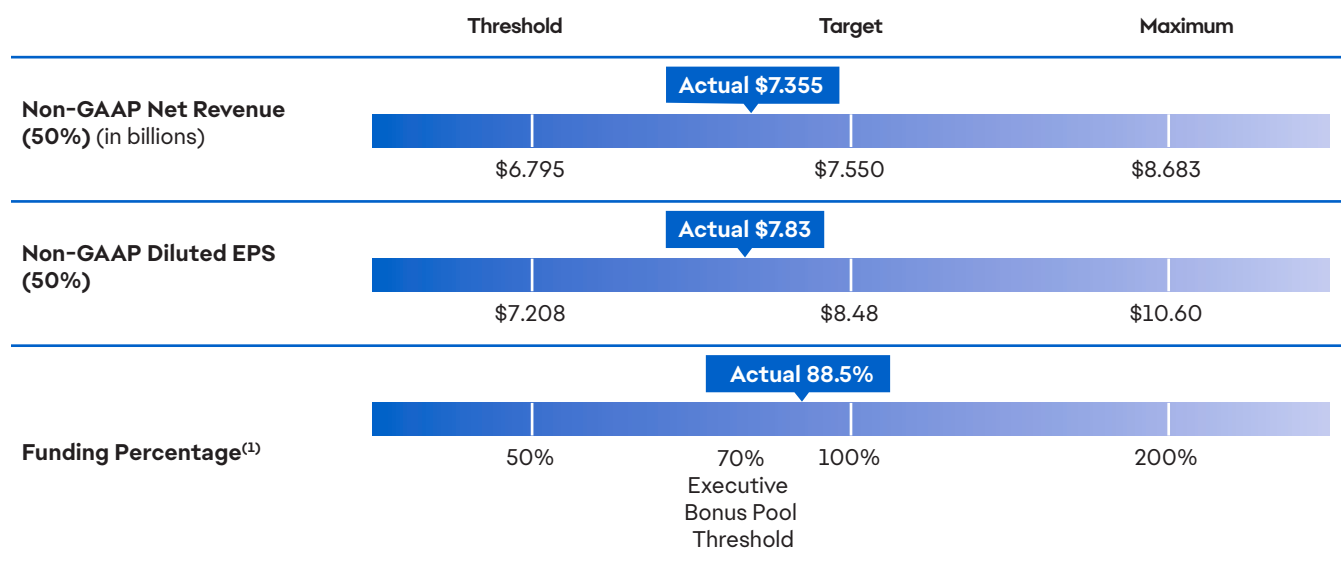 Threshold Target Maximum
Actual $7.355
Non-GAAP Net Revenue
(50%) (in billions)
$6.795 $7.550 $8.683
Actual $7.83
Non-GAAP Diluted EPS
(50%)
$7.208 $8.48 $10.60
Actual 88.5%
Funding Percentage(1)
50% 70% 100% 200%
Executive
Bonus Pool
Threshold